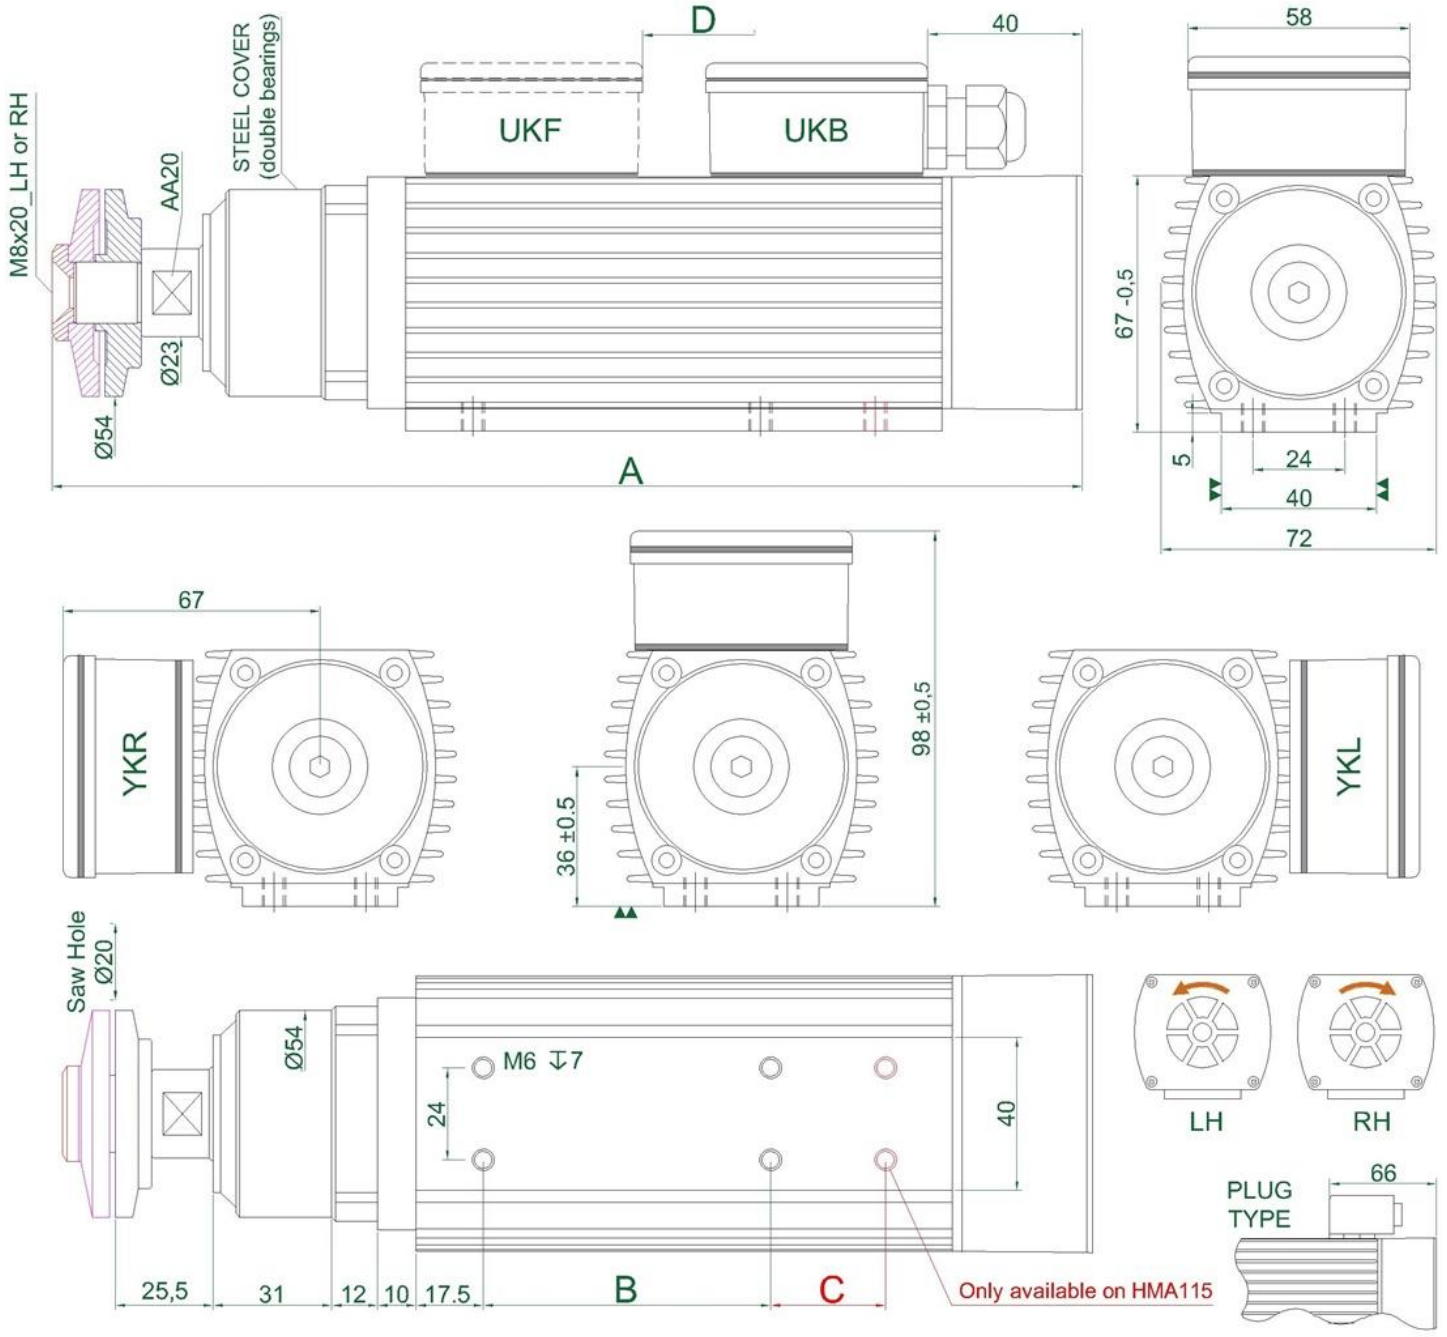 D
40
58
STEEL COVER
(double bearings)
M8x20_LH or RH
AA20
UKF
UKB
Ø23
Ø54
67 -0,5
5
24
40
72
A
67
YKR
98 ±0,5
36 ±0.5
YKL
Saw Hole
Ø20
Ø54
M6 ↧7
24
40
LH
RH
66
PLUG
TYPE
25,5
31
12
10
17.5
B
C
Only available on HMA115